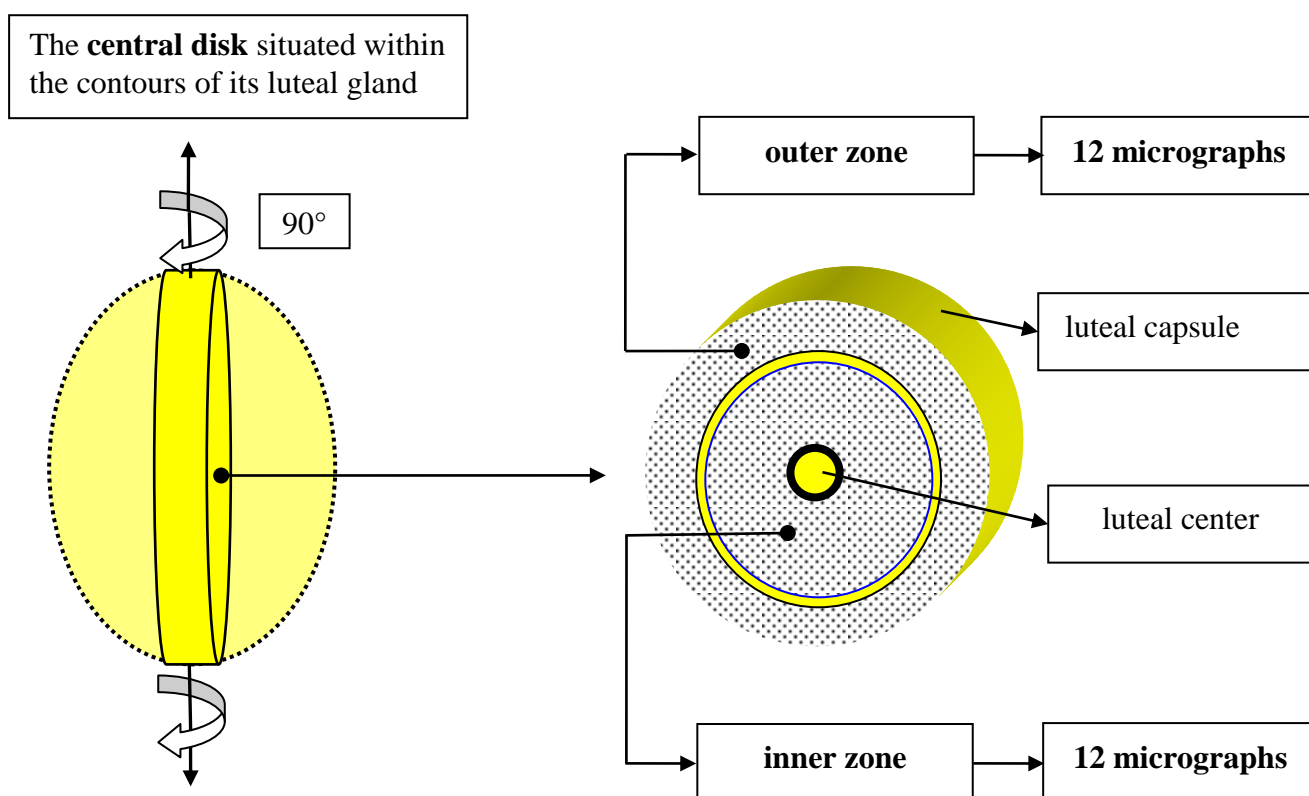 The central disk situated within
the contours of its luteal gland
90°
outer zone
12 micrographs
luteal capsule
luteal center
inner zone
12 micrographs